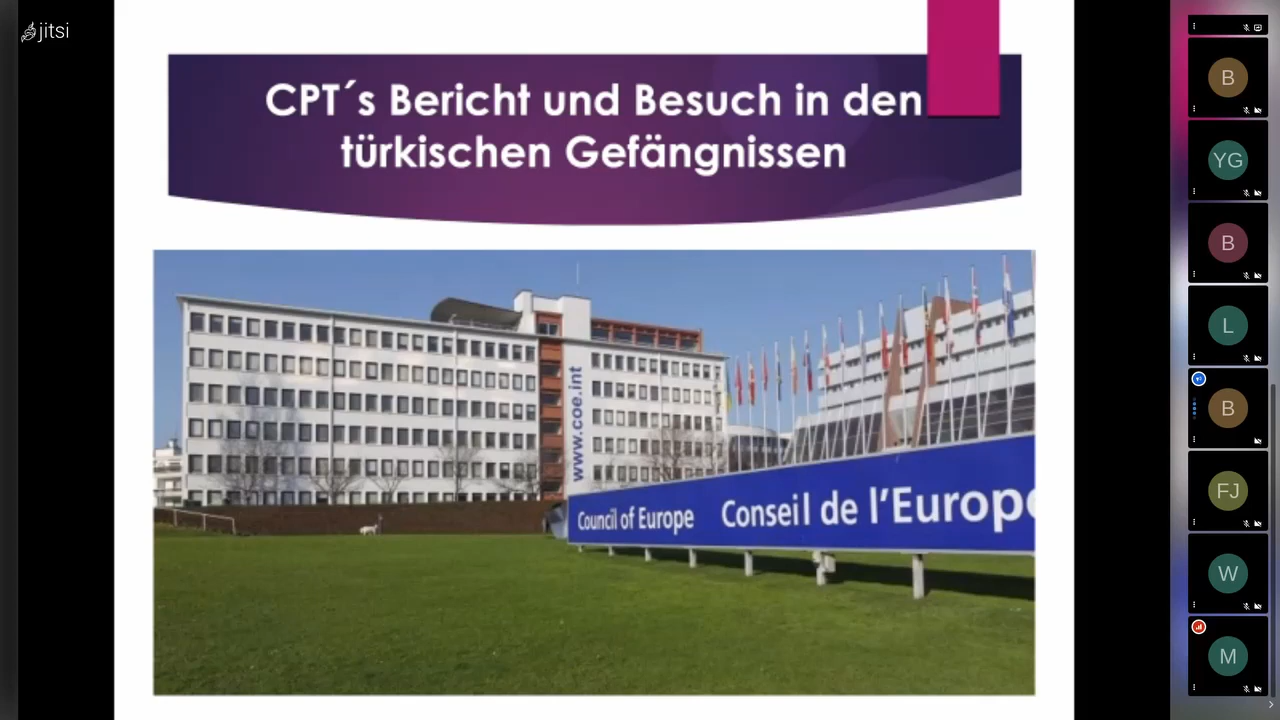 jitsi
CPT´s Bericht und Besuch in den
türkischen Gefängnissen
www.coe.int
Council of Europe Conseil de l'Europe
B
YG
B
L
B
FJ
W
M